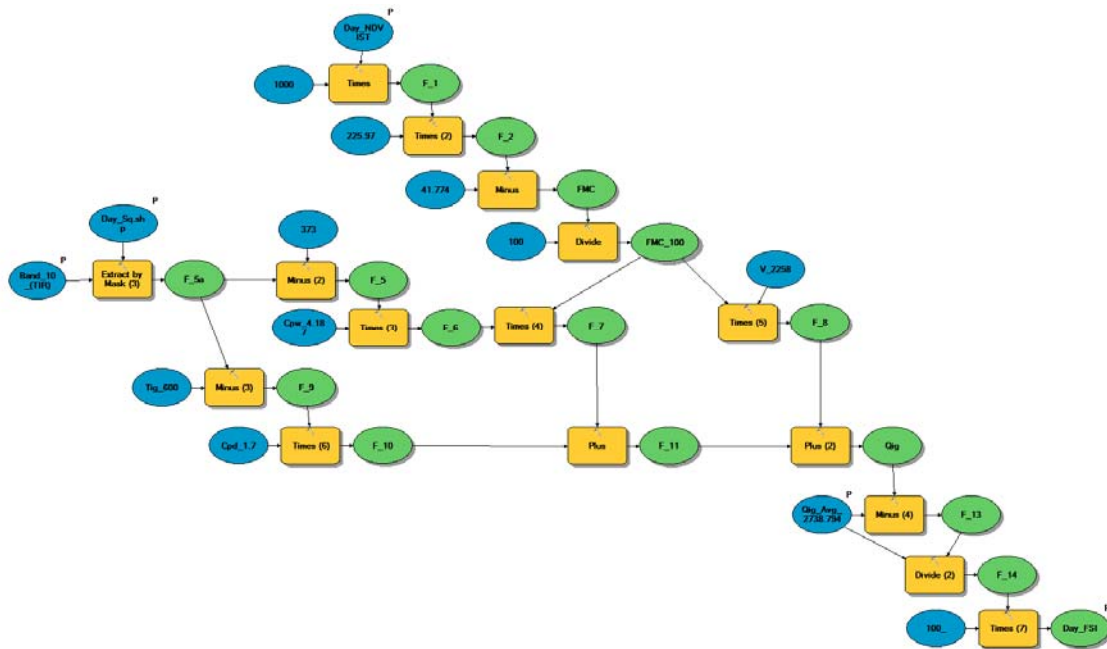 P
Day_NDV
IST
1000
Times
F_1
225.97
Times (2)
F_2
41.774
Minus
FMC
100
Divide
FMC_100
P
Day_Sq.sh
p
P
Band_10
_(TIR)
Extract by
Mask (3)
F_5a
373
Minus (2)
F_5
Cpw_4.18
7
Times (3)
F_6
Times (4)
F_7
V_2258
Times (5)
F_8
Tig_600
Minus (3)
F_9
Cpd_1.7
Times (6)
F_10
Plus
F_11
Plus (2)
Qig
P
Qig_Avg_
2738.794
Minus (4)
F_13
Divide (2)
F_14
100_
Times (7)
P
Day_FSI